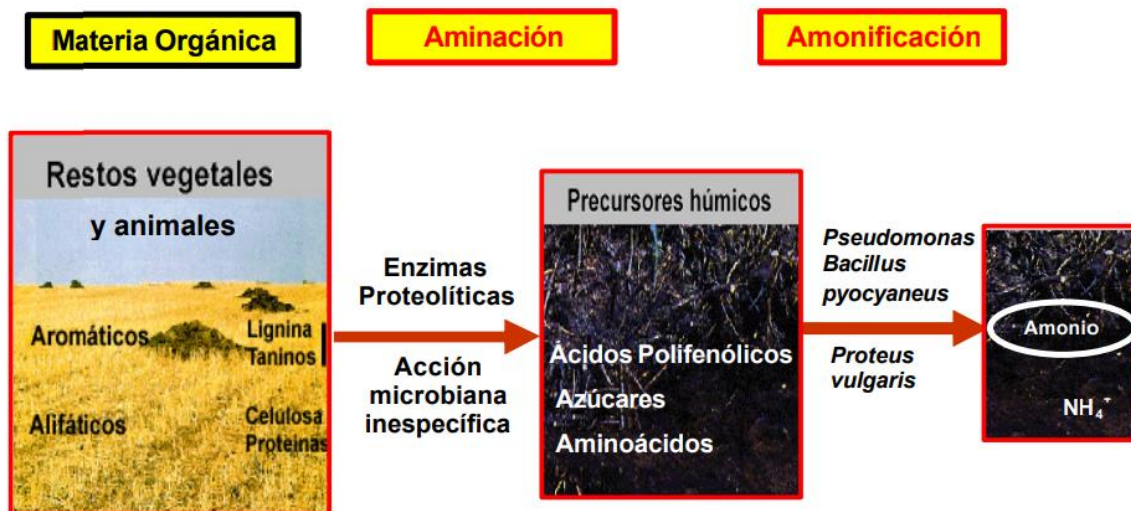 Materia Orgánica
Aminación
Amonificación
Restos vegetales
y animales
Aromáticos
Lignina
Taninos
Alifáticos
Celulosa
Proteinas
Enzimas
Proteolíticas
Acción
microbiana
inespecífica
Precursores húmicos
Ácidos Polifenólicos
Azúcares
Aminoácidos
Pseudomonas
Bacillus
pyocyaneus
Proteus
vulgaris
Amonio
NH₄⁺